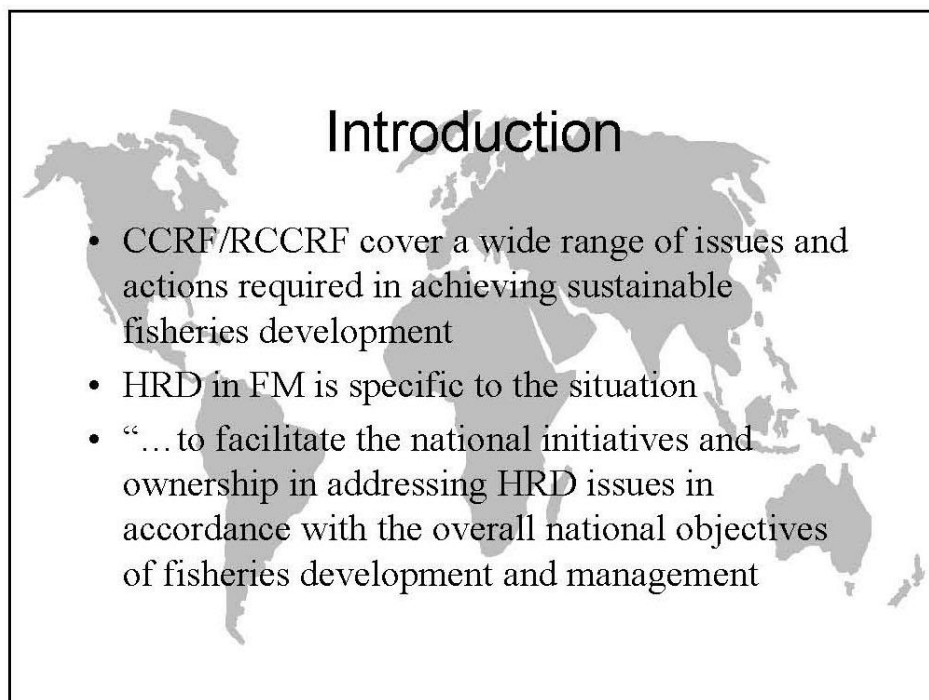 Introduction
• CCRF/RCCRF cover a wide range of issues and
actions required in achieving sustainable
fisheries development
• HRD in FM is specific to the situation
• “…to facilitate the national initiatives and
ownership in addressing HRD issues in
accordance with the overall national objectives
of fisheries development and management